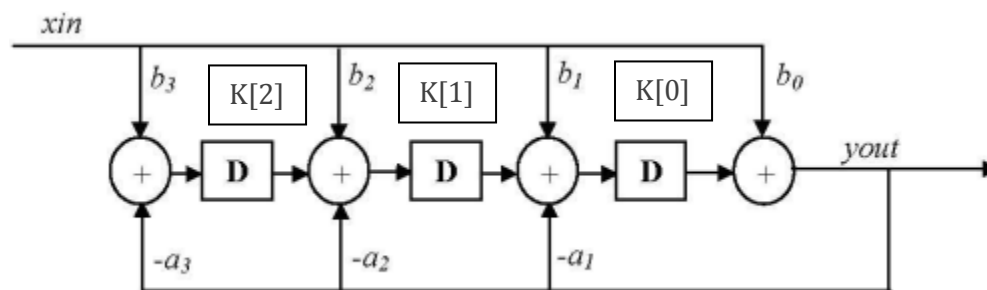 xin
b₃ K[2] b₂ K[1] b₁ K[0] b₀
+ D + D + D + yout
-a₃ -a₂ -a₁